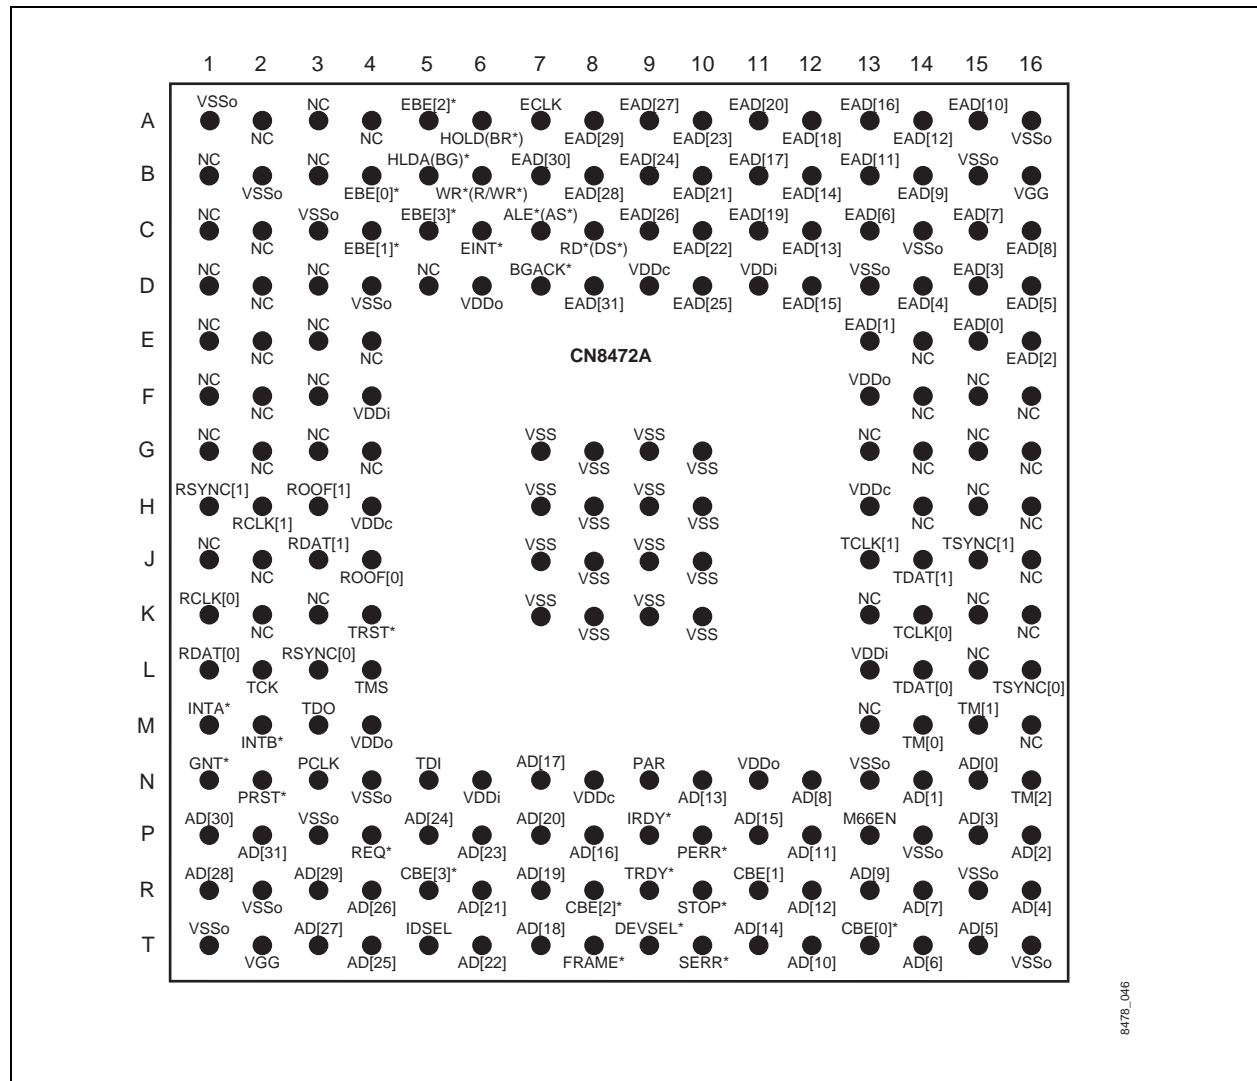 1 2 3 4 5 6 7 8 9 10 11 12 13 14 15 16
VSSo NC EBE[2]* ECLK EAD[27] EAD[20] EAD[16] EAD[10]
A
NC NC HOLD(BR*) EAD[29] EAD[23] EAD[18] EAD[12] VSSo
NC NC HLDA(BG)* EAD[30] EAD[24] EAD[17] EAD[11] VSSo
B
VSSo EBE[0]* WR*(R/WR*) EAD[28] EAD[21] EAD[14] EAD[9] VGG
NC VSSo EBE[3]* ALE*(AS*) EAD[26] EAD[19] EAD[6] EAD[7]
C
NC EBE[1]* EINT* RD*(DS*) EAD[22] EAD[13] VSSo EAD[8]
NC NC NC BGACK* VDDc VDDi VSSo EAD[3]
D
NC VSSo VDDo EAD[31] EAD[25] EAD[15] EAD[4] EAD[5]
NC NC EAD[1] EAD[0]
E
CN8472A
NC NC NC EAD[2]
NC NC VDDo NC
F
NC VDDi NC NC
NC NC VSS VSS NC NC
G
NC NC VSS VSS NC NC
RSYNC[1] ROOF[1] VSS VSS VDDc NC
H
RCLK[1] VDDc VSS VSS NC NC
NC RDAT[1] VSS VSS TCLK[1] TSYNC[1]
J
NC ROOF[0] VSS VSS TDAT[1] NC
RCLK[0] NC VSS VSS NC NC
K
NC TRST* VSS VSS TCLK[0] NC
RDAT[0] RSYNC[0] VDDi NC
L
TCK TMS TDAT[0] TSYNC[0]
INTA* TDO NC TM[1]
M
INTB* VDDo TM[0] NC
GNT* PCLK TDI AD[17] PAR VDDo VSSo AD[0]
N
PRST* VSSo VDDi VDDc AD[13] AD[8] AD[1] TM[2]
AD[30] VSSo AD[24] AD[20] IRDY* AD[15] M66EN AD[3]
P
AD[31] REQ* AD[23] AD[16] PERR* AD[11] VSSo AD[2]
AD[28] AD[29] CBE[3]* AD[19] TRDY* CBE[1] AD[9] VSSo
R
VSSo AD[26] AD[21] CBE[2]* STOP* AD[12] AD[7] AD[4]
VSSo AD[27] IDSEL AD[18] DEVSEL* AD[14] CBE[0]* AD[5]
T
VGG AD[25] AD[22] FRAME* SERR* AD[10] AD[6] VSSo
8478_046